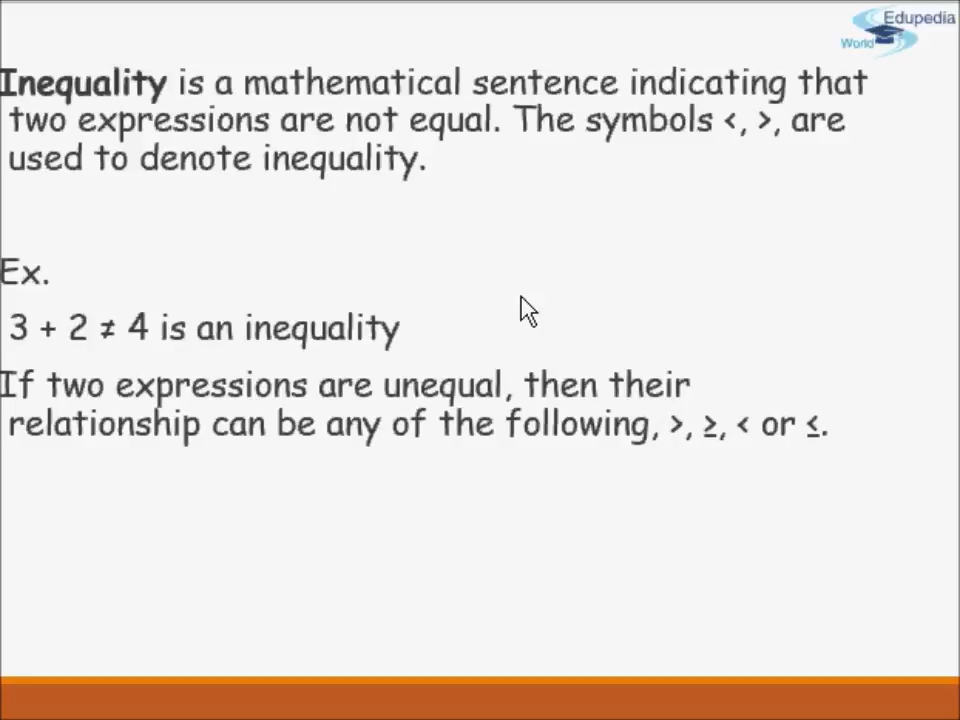 Edupedia
World
Inequality is a mathematical sentence indicating that
two expressions are not equal. The symbols <, >, are
used to denote inequality.
Ex.
3 + 2 ≠ 4 is an inequality
If two expressions are unequal, then their
relationship can be any of the following, >, ≥, < or ≤.